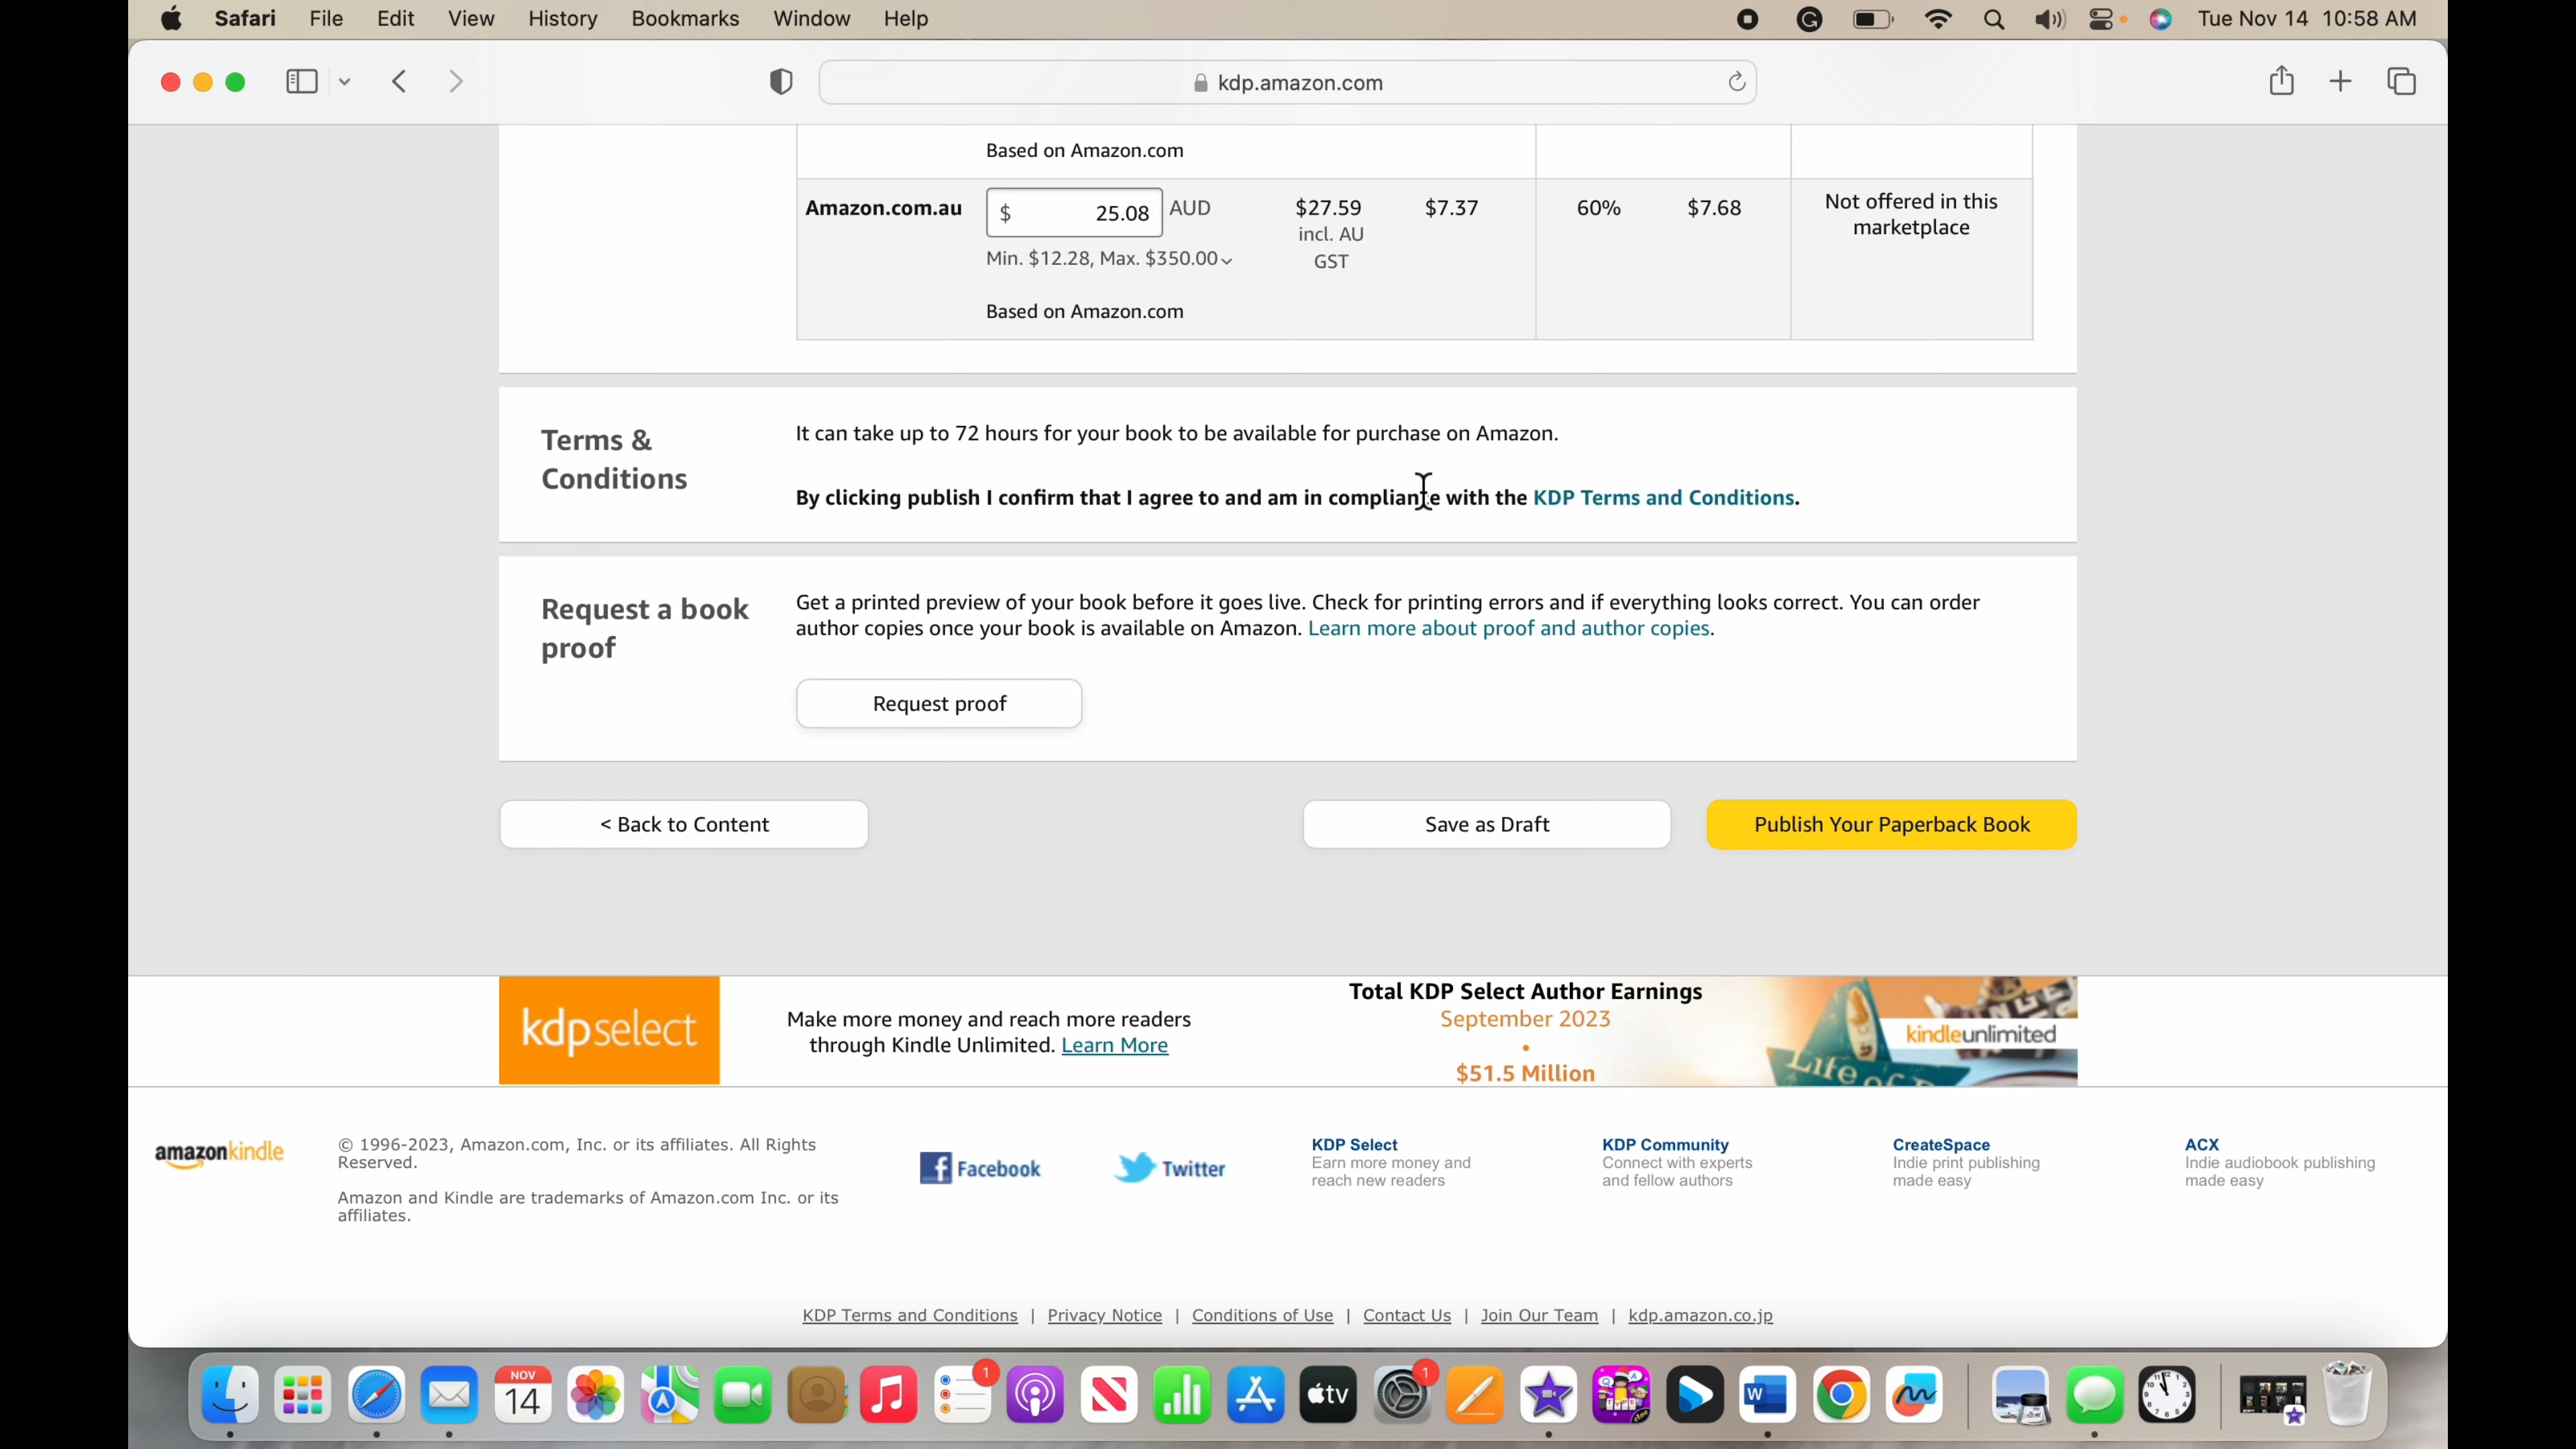 Safari File Edit View History Bookmarks Window Help
Tue Nov 14 10:58 AM
kdp.amazon.com
Based on Amazon.com
Amazon.com.au $ 25.08 AUD $27.59 $7.37 60% $7.68 Not offered in this
marketplace
incl. AU
Min. $12.28, Max. $350.00 GST
Based on Amazon.com
Terms &
Conditions
It can take up to 72 hours for your book to be available for purchase on Amazon.
By clicking publish I confirm that I agree to and am in compliance with the KDP Terms and Conditions.
Request a book
proof
Get a printed preview of your book before it goes live. Check for printing errors and if everything looks correct. You can order
author copies once your book is available on Amazon. Learn more about proof and author copies.
Request proof
< Back to Content
Save as Draft
Publish Your Paperback Book
kdpselect
Make more money and reach more readers
through Kindle Unlimited. Learn More
Total KDP Select Author Earnings
September 2023
•
$51.5 Million
Life of
kindleunlimited
amazonkindle
© 1996-2023, Amazon.com, Inc. or its affiliates. All Rights
Reserved.
Amazon and Kindle are trademarks of Amazon.com Inc. or its
affiliates.
Facebook
Twitter
KDP Select
Earn more money and
reach new readers
KDP Community
Connect with experts
and fellow authors
CreateSpace
Indie print publishing
made easy
ACX
Indie audiobook publishing
made easy
KDP Terms and Conditions | Privacy Notice | Conditions of Use | Contact Us | Join Our Team | kdp.amazon.co.jp
NOV
14
1
tv
1
W